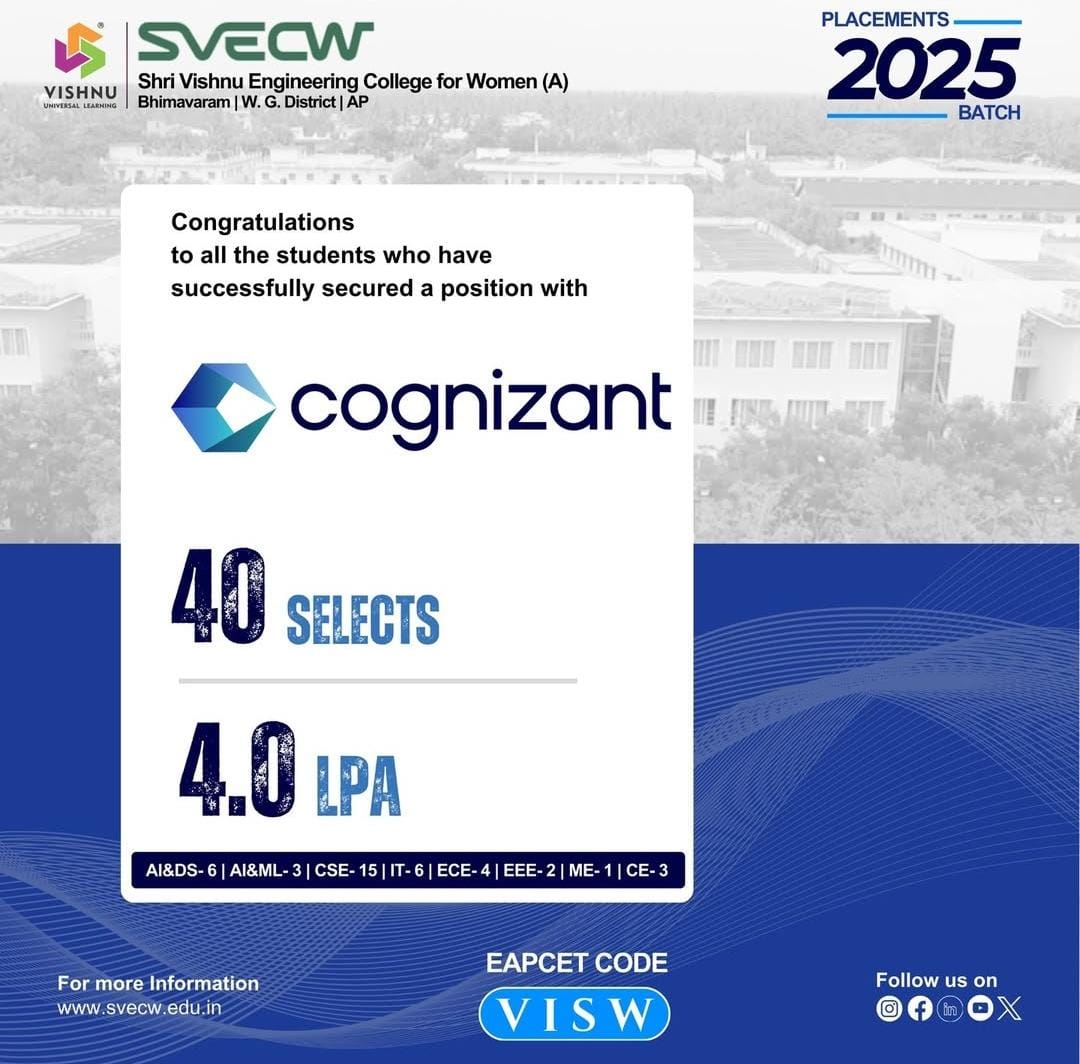 VISHNU
UNIVERSAL LEARNING
SVECW
Shri Vishnu Engineering College for Women (A)
Bhimavaram | W. G. District | AP
PLACEMENTS
2025
BATCH
Congratulations
to all the students who have
successfully secured a position with
cognizant
40 SELECTS
4.0 LPA
AI&DS- 6 | AI&ML- 3 | CSE- 15 | IT- 6 | ECE- 4 | EEE- 2 | ME- 1 | CE- 3
For more Information
www.svecw.edu.in
EAPCET CODE
VISW
Follow us on